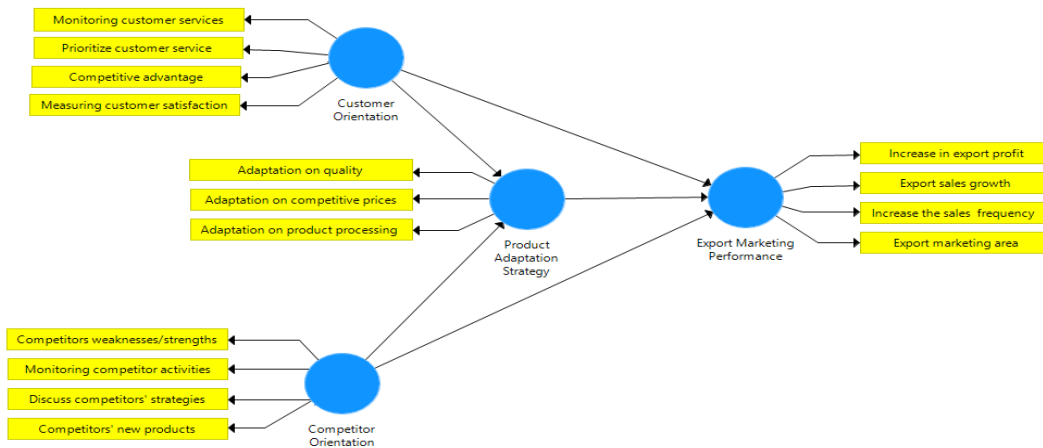 Monitoring customer services
Prioritize customer service
Competitive advantage
Measuring customer satisfaction
Customer
Orientation
Adaptation on quality
Adaptation on competitive prices
Adaptation on product processing
Product
Adaptation
Strategy
Increase in export profit
Export sales growth
Increase the sales  frequency
Export marketing area
Export Marketing
Performance
Competitors weaknesses/strengths
Monitoring competitor activities
Discuss competitors' strategies
Competitors' new products
Competitor
Orientation